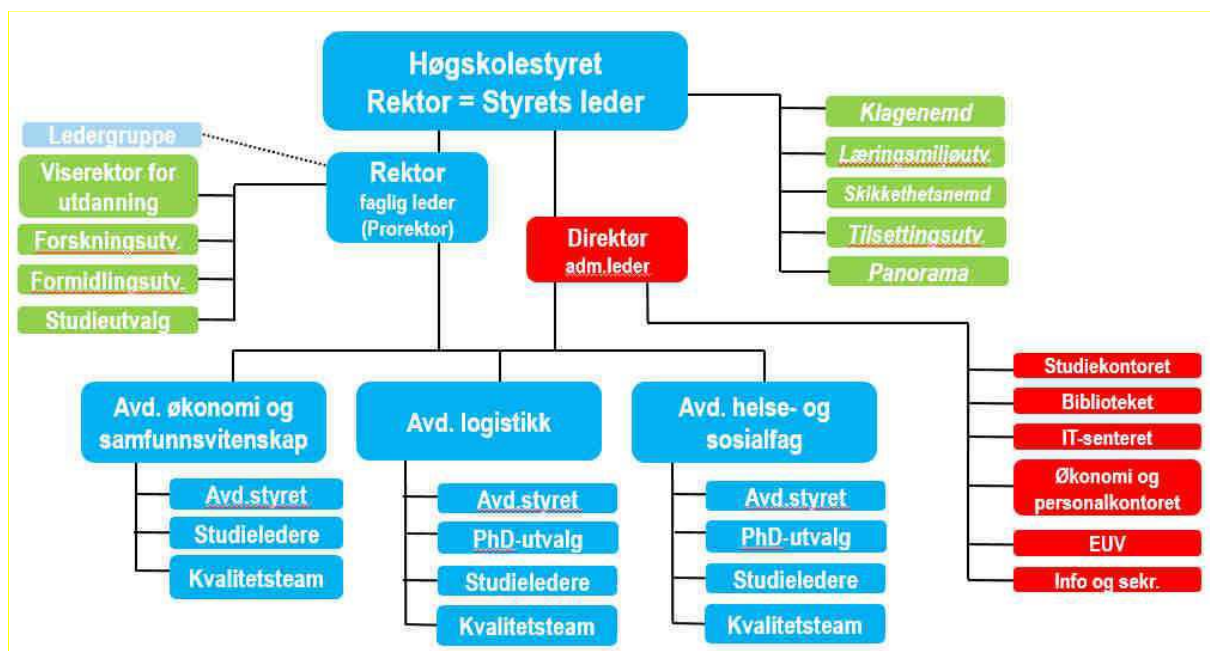 Høgskolestyret
Rektor = Styrets leder
Ledergruppe
Viserektor for
utdanning
Forskningsutv.
Formidlingsutv.
Studieutvalg
Rektor
faglig leder
(Prorektor)
Direktør
adm.leder
Klagenemd
Læringsmiljøutv.
Skikkethetsnemd
Tilsettingsutv.
Panorama
Avd. økonomi og
samfunnsvitenskap
Avd.styret
Studieledere
Kvalitetsteam
Avd. logistikk
Avd.styret
PhD-utvalg
Studieledere
Kvalitetsteam
Avd. helse- og
sosialfag
Avd.styret
PhD-utvalg
Studieledere
Kvalitetsteam
Studiekontoret
Biblioteket
IT-senteret
Økonomi og
personalkontoret
EUV
Info og sekr.